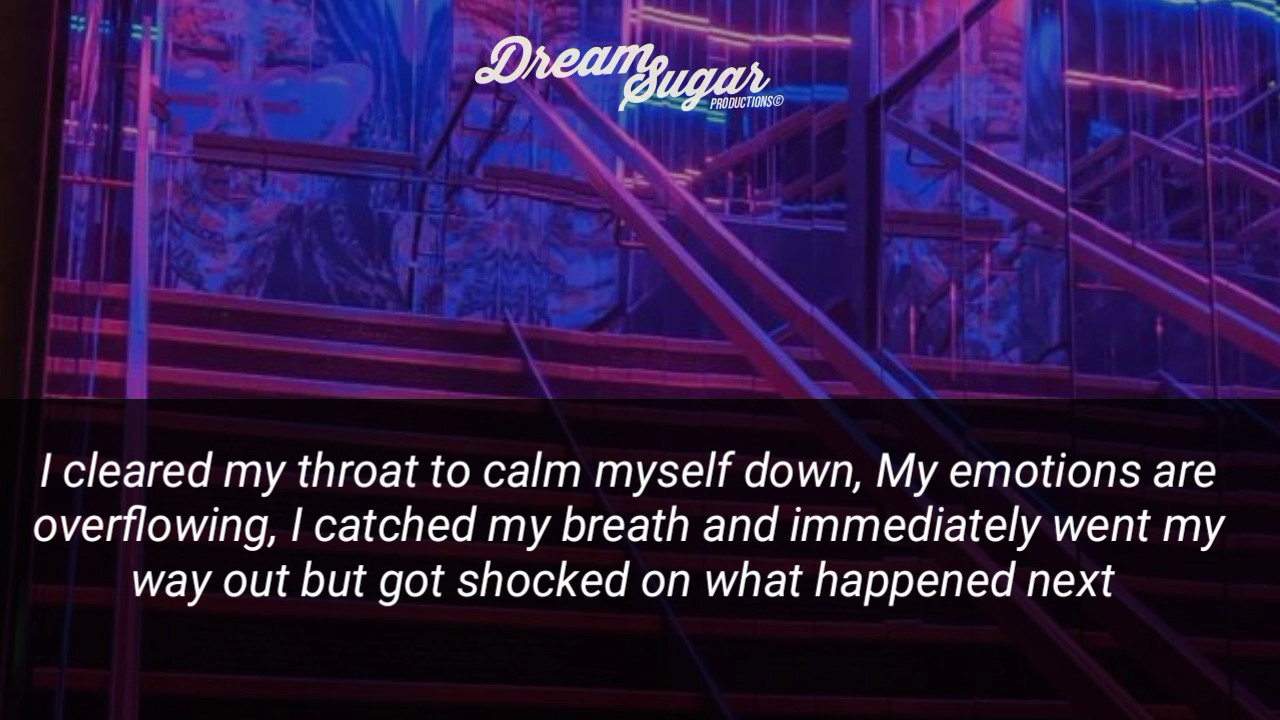 Dream
Sugar
PRODUCTIONS©
I cleared my throat to calm myself down, My emotions are
overflowing, I catched my breath and immediately went my
way out but got shocked on what happened next